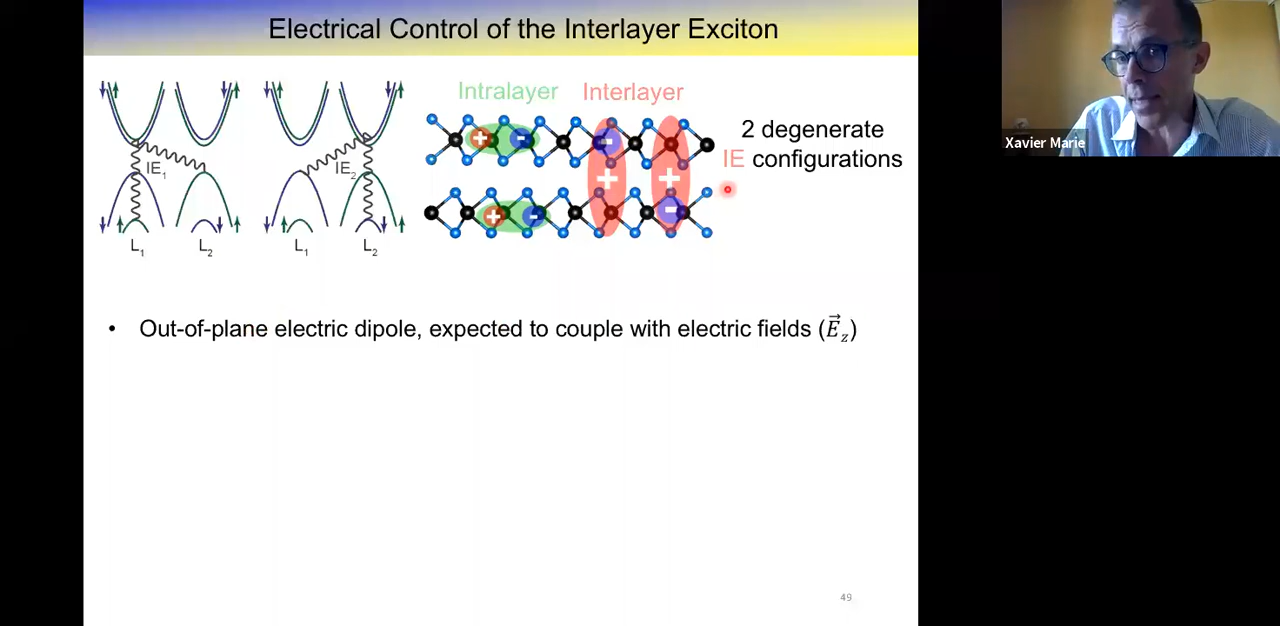 Electrical Control of the Interlayer Exciton
Intralayer Interlayer
2 degenerate
IE configurations
IE1
IE2
L1
L2
L1
L2
+ - - +
+ - + -
• Out-of-plane electric dipole, expected to couple with electric fields (E⃗z)
49
Xavier Marie